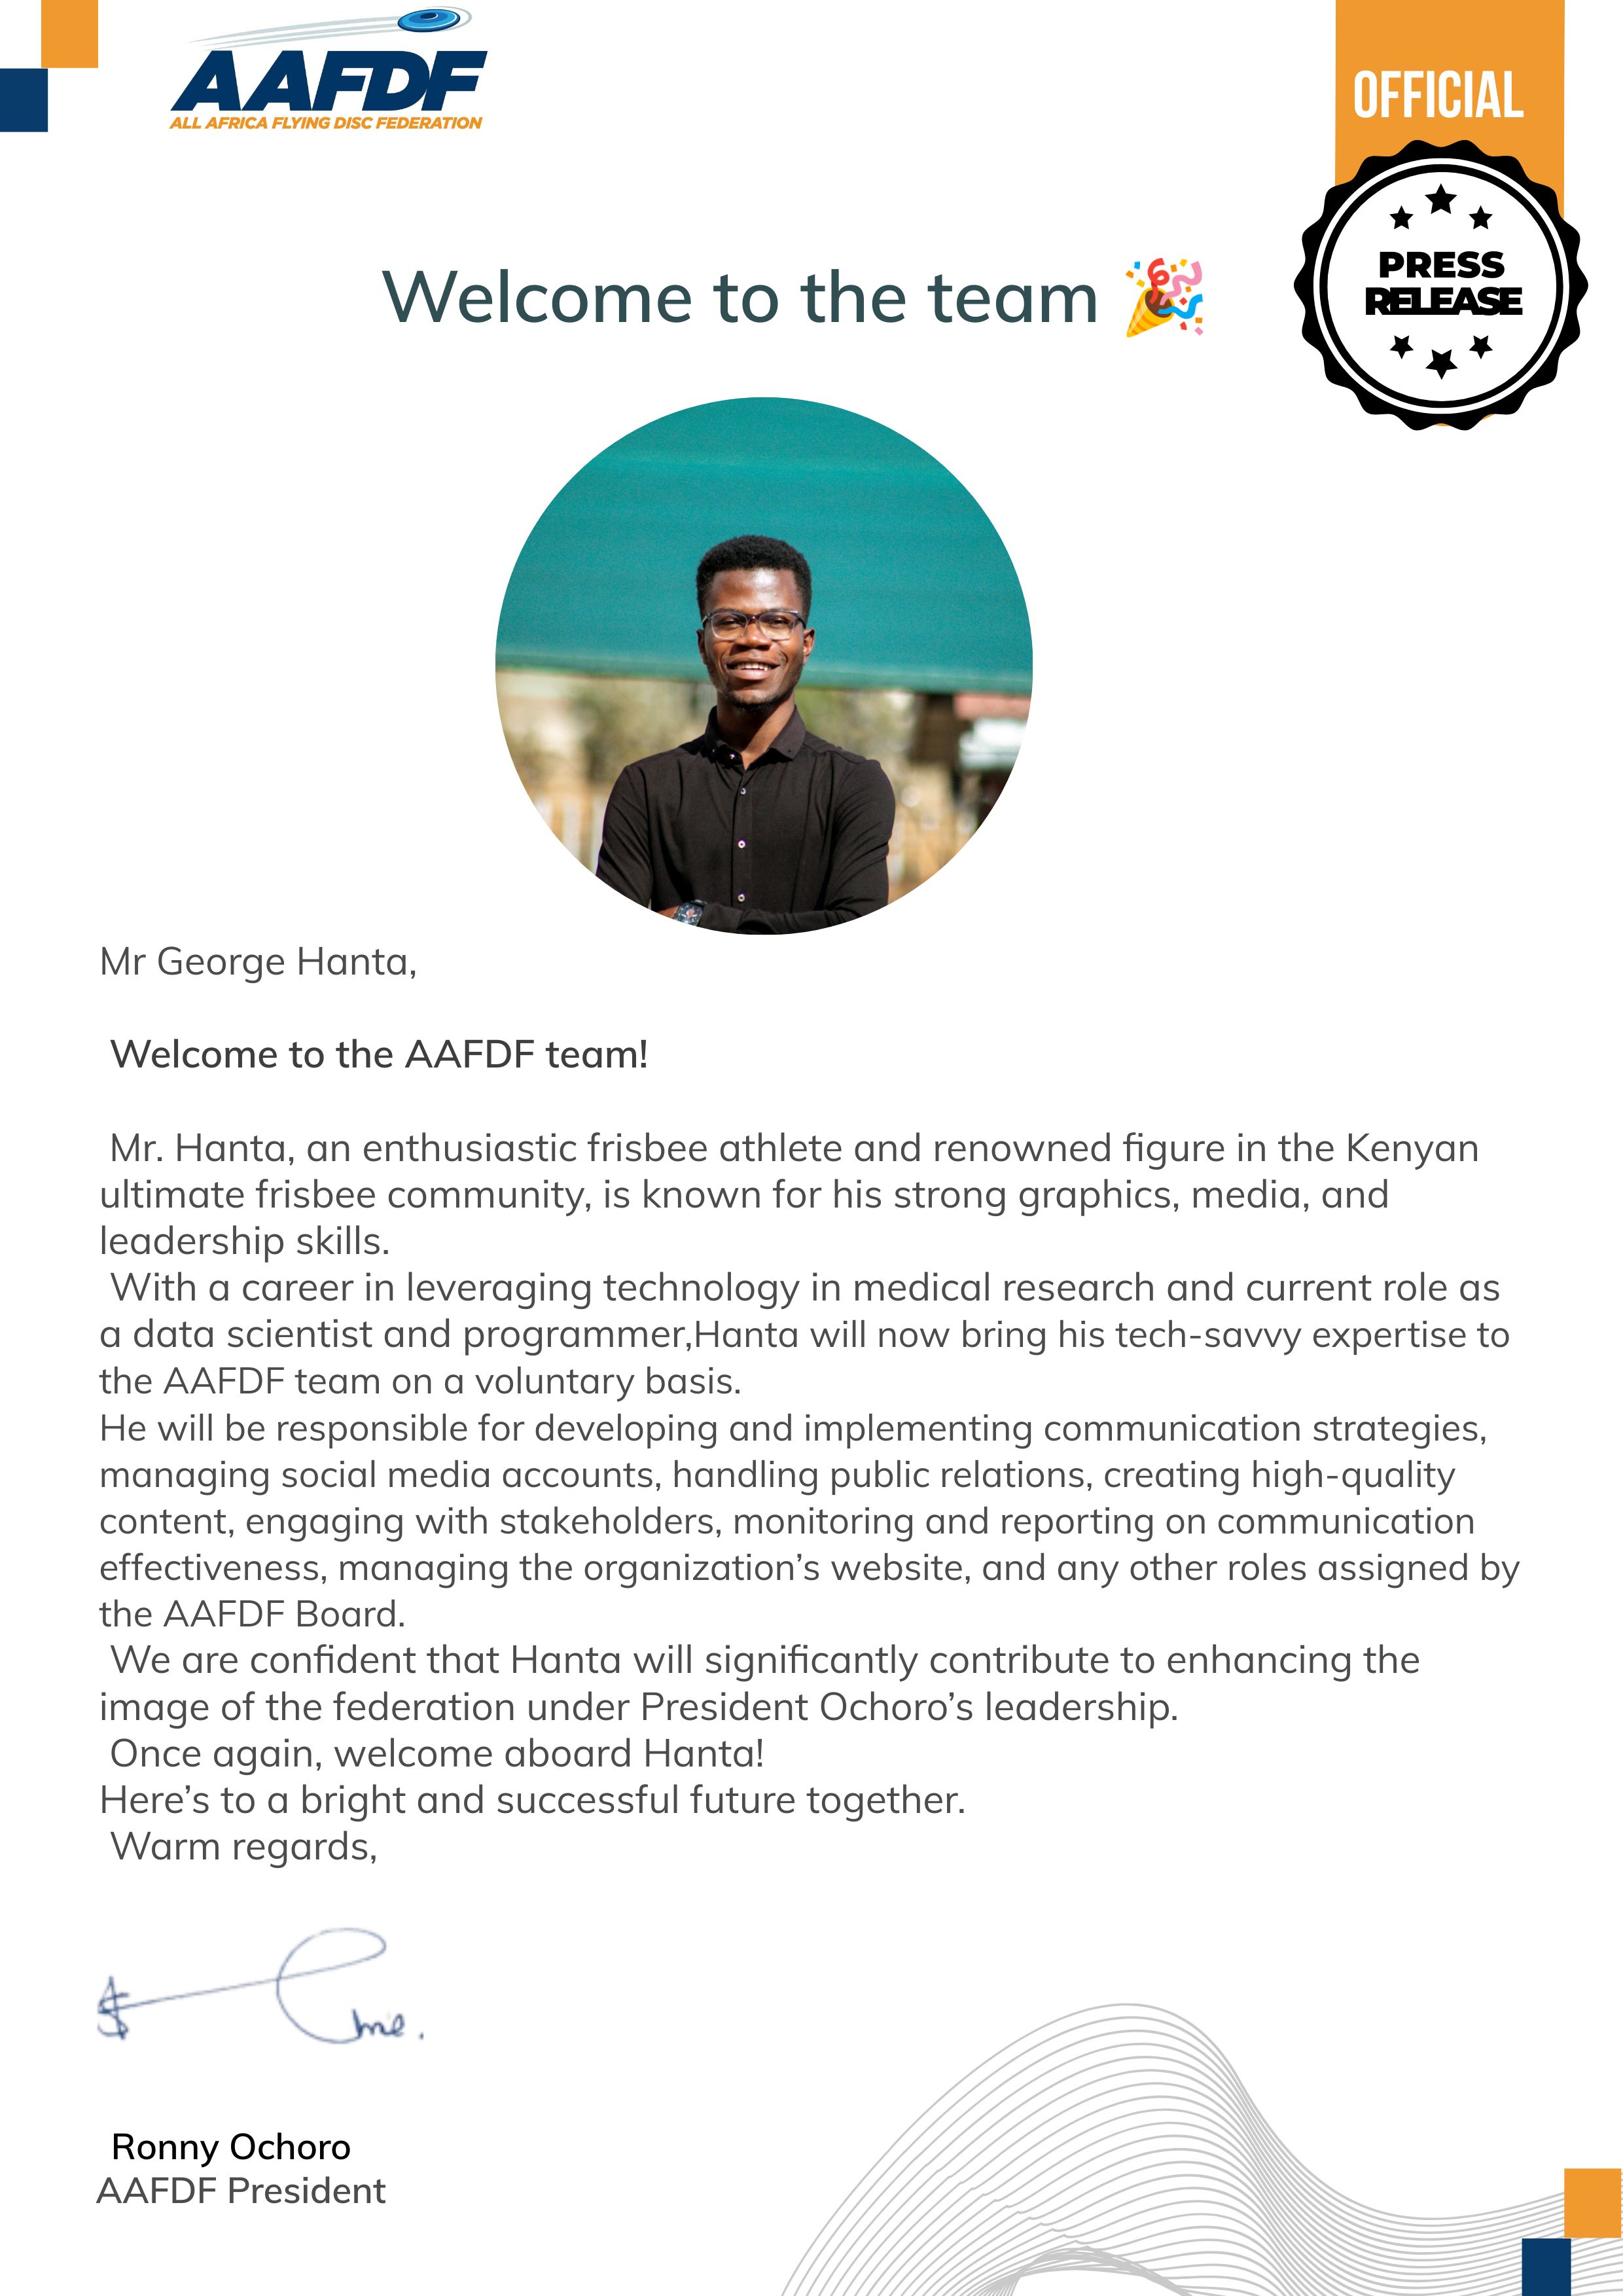 AAFDF
ALL AFRICA FLYING DISC FEDERATION
OFFICIAL
PRESS
RELEASE
Welcome to the team 🎉
Mr George Hanta,
Welcome to the AAFDF team!
Mr. Hanta, an enthusiastic frisbee athlete and renowned figure in the Kenyan
ultimate frisbee community, is known for his strong graphics, media, and
leadership skills.
With a career in leveraging technology in medical research and current role as
a data scientist and programmer,Hanta will now bring his tech-savvy expertise to
the AAFDF team on a voluntary basis.
He will be responsible for developing and implementing communication strategies,
managing social media accounts, handling public relations, creating high-quality
content, engaging with stakeholders, monitoring and reporting on communication
effectiveness, managing the organization’s website, and any other roles assigned by
the AAFDF Board.
We are confident that Hanta will significantly contribute to enhancing the
image of the federation under President Ochoro’s leadership.
Once again, welcome aboard Hanta!
Here’s to a bright and successful future together.
Warm regards,
Ronny Ochoro
AAFDF President